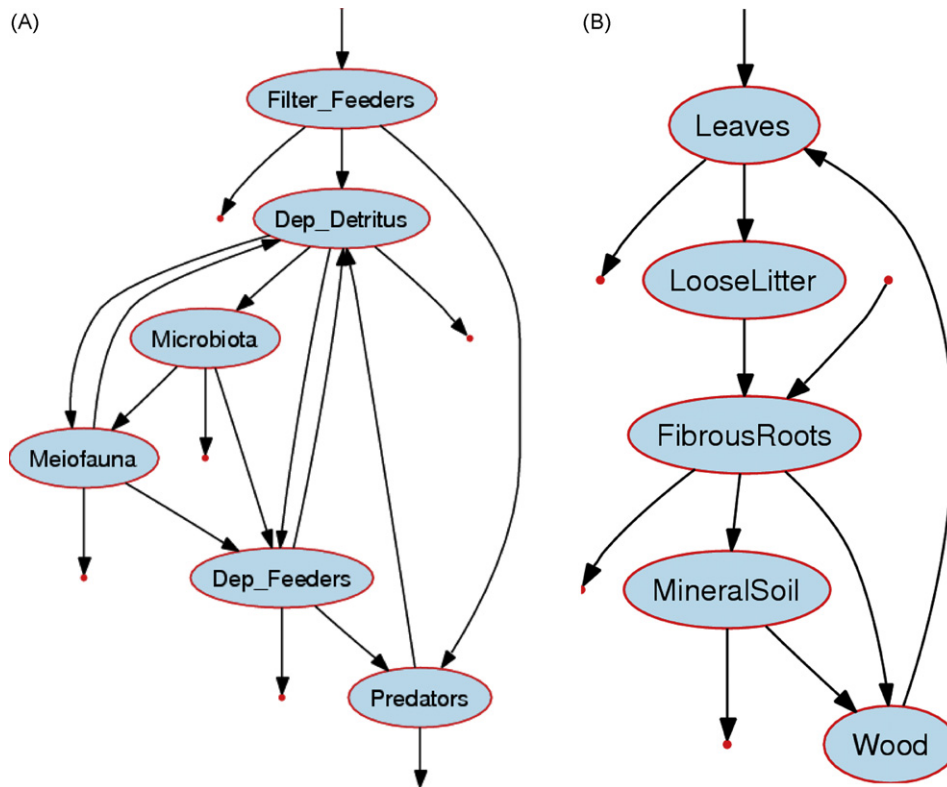 (A)
Filter_Feeders
Dep_Detritus
Microbiota
Meiofauna
Dep_Feeders
Predators
(B)
Leaves
LooseLitter
FibrousRoots
MineralSoil
Wood